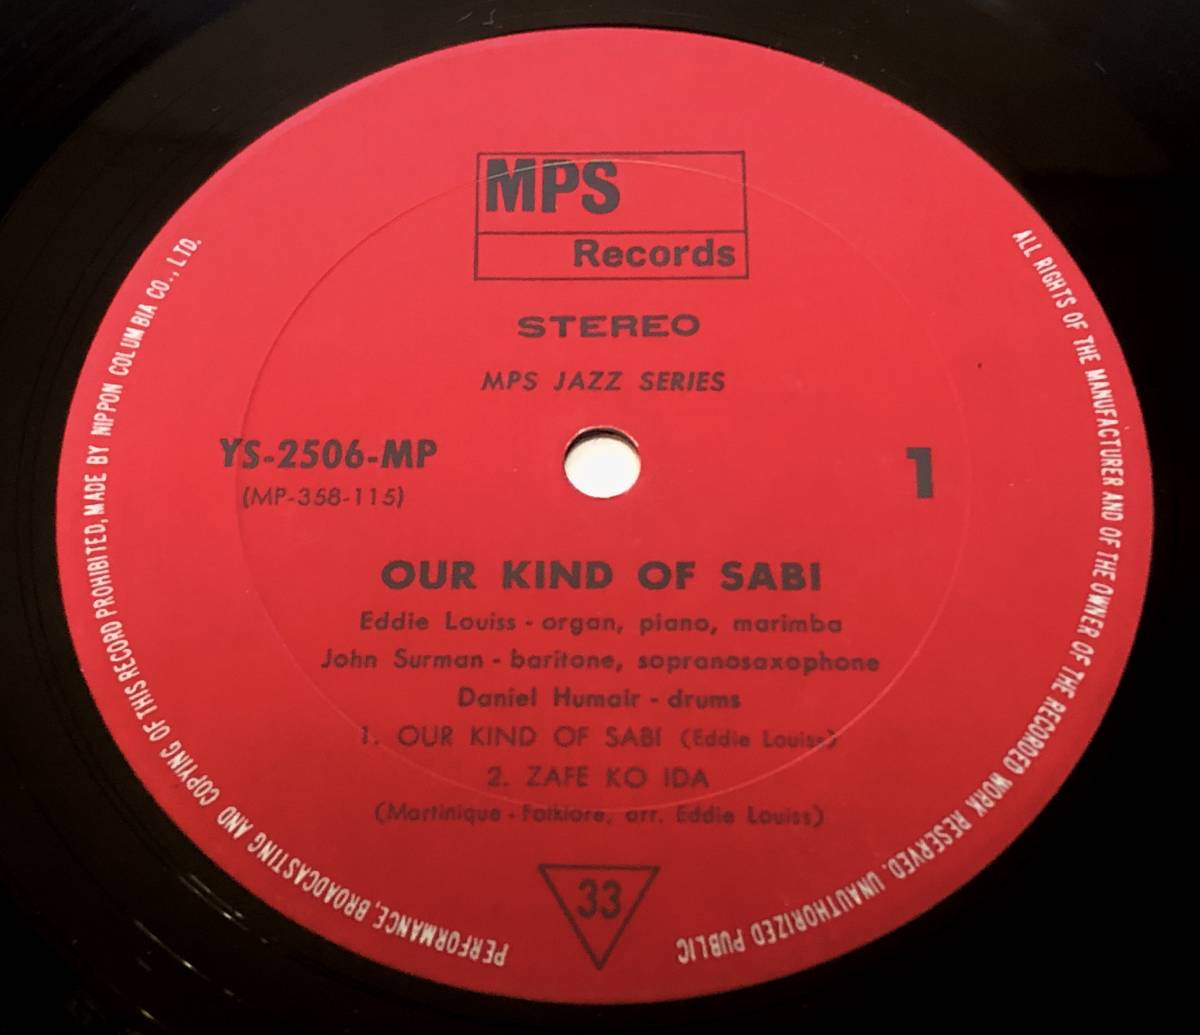 MPS
Records
STEREO
MPS JAZZ SERIES
YS-2506-MP
(MP-358-115)
1
OUR KIND OF SABI
Eddie Louiss - organ, piano, marimba
John Surman - baritone, sopranosaxophone
Daniel Humair - drums
1. OUR KIND OF SABI (Eddie Louiss)
2. ZAFE KO IDA
(Martinique - Folklore, arr. Eddie Louiss)
33
ALL RIGHTS OF THE MANUFACTURER AND OF THE OWNER OF THE RECORDED WORK RESERVED. UNAUTHORIZED PUBLIC PERFORMANCE, BROADCASTING AND COPYING OF THIS RECORD PROHIBITED, MADE BY NIPPON COLUMBIA CO., LTD.